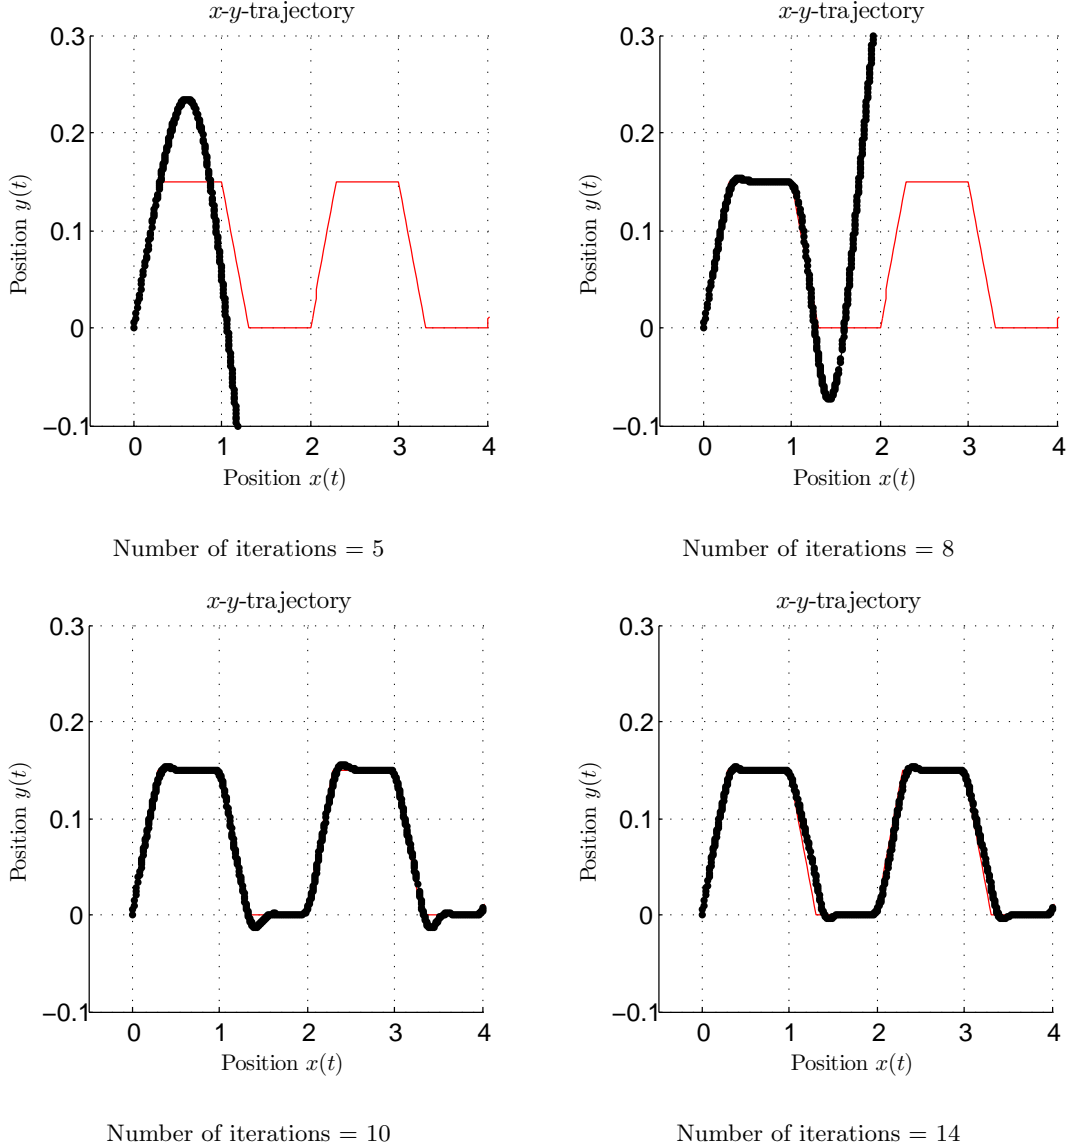 x-y-trajectory
0.3
0.2
0.1
0
−0.1
0 1 2 3 4
Position y(t)
Position x(t)
Number of iterations = 5
x-y-trajectory
0.3
0.2
0.1
0
−0.1
0 1 2 3 4
Position y(t)
Position x(t)
Number of iterations = 8
x-y-trajectory
0.3
0.2
0.1
0
−0.1
0 1 2 3 4
Position y(t)
Position x(t)
Number of iterations = 10
x-y-trajectory
0.3
0.2
0.1
0
−0.1
0 1 2 3 4
Position y(t)
Position x(t)
Number of iterations = 14